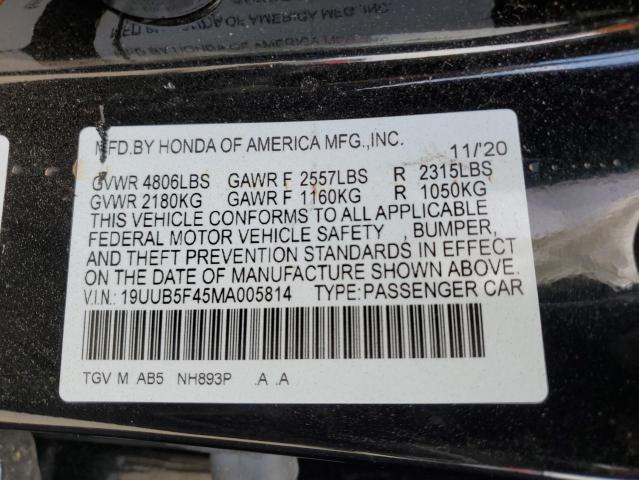 MFD.BY HONDA OF AMERICA MFG.,INC. 11/'20
GVWR 4806LBS GAWR F 2557LBS R 2315LBS
GVWR 2180KG GAWR F 1160KG R 1050KG
THIS VEHICLE CONFORMS TO ALL APPLICABLE
FEDERAL MOTOR VEHICLE SAFETY , BUMPER,
AND THEFT PREVENTION STANDARDS IN EFFECT
ON THE DATE OF MANUFACTURE SHOWN ABOVE.
V.I.N.: 19UUB5F45MA005814 TYPE:PASSENGER CAR
TGV M AB5 NH893P .A .A